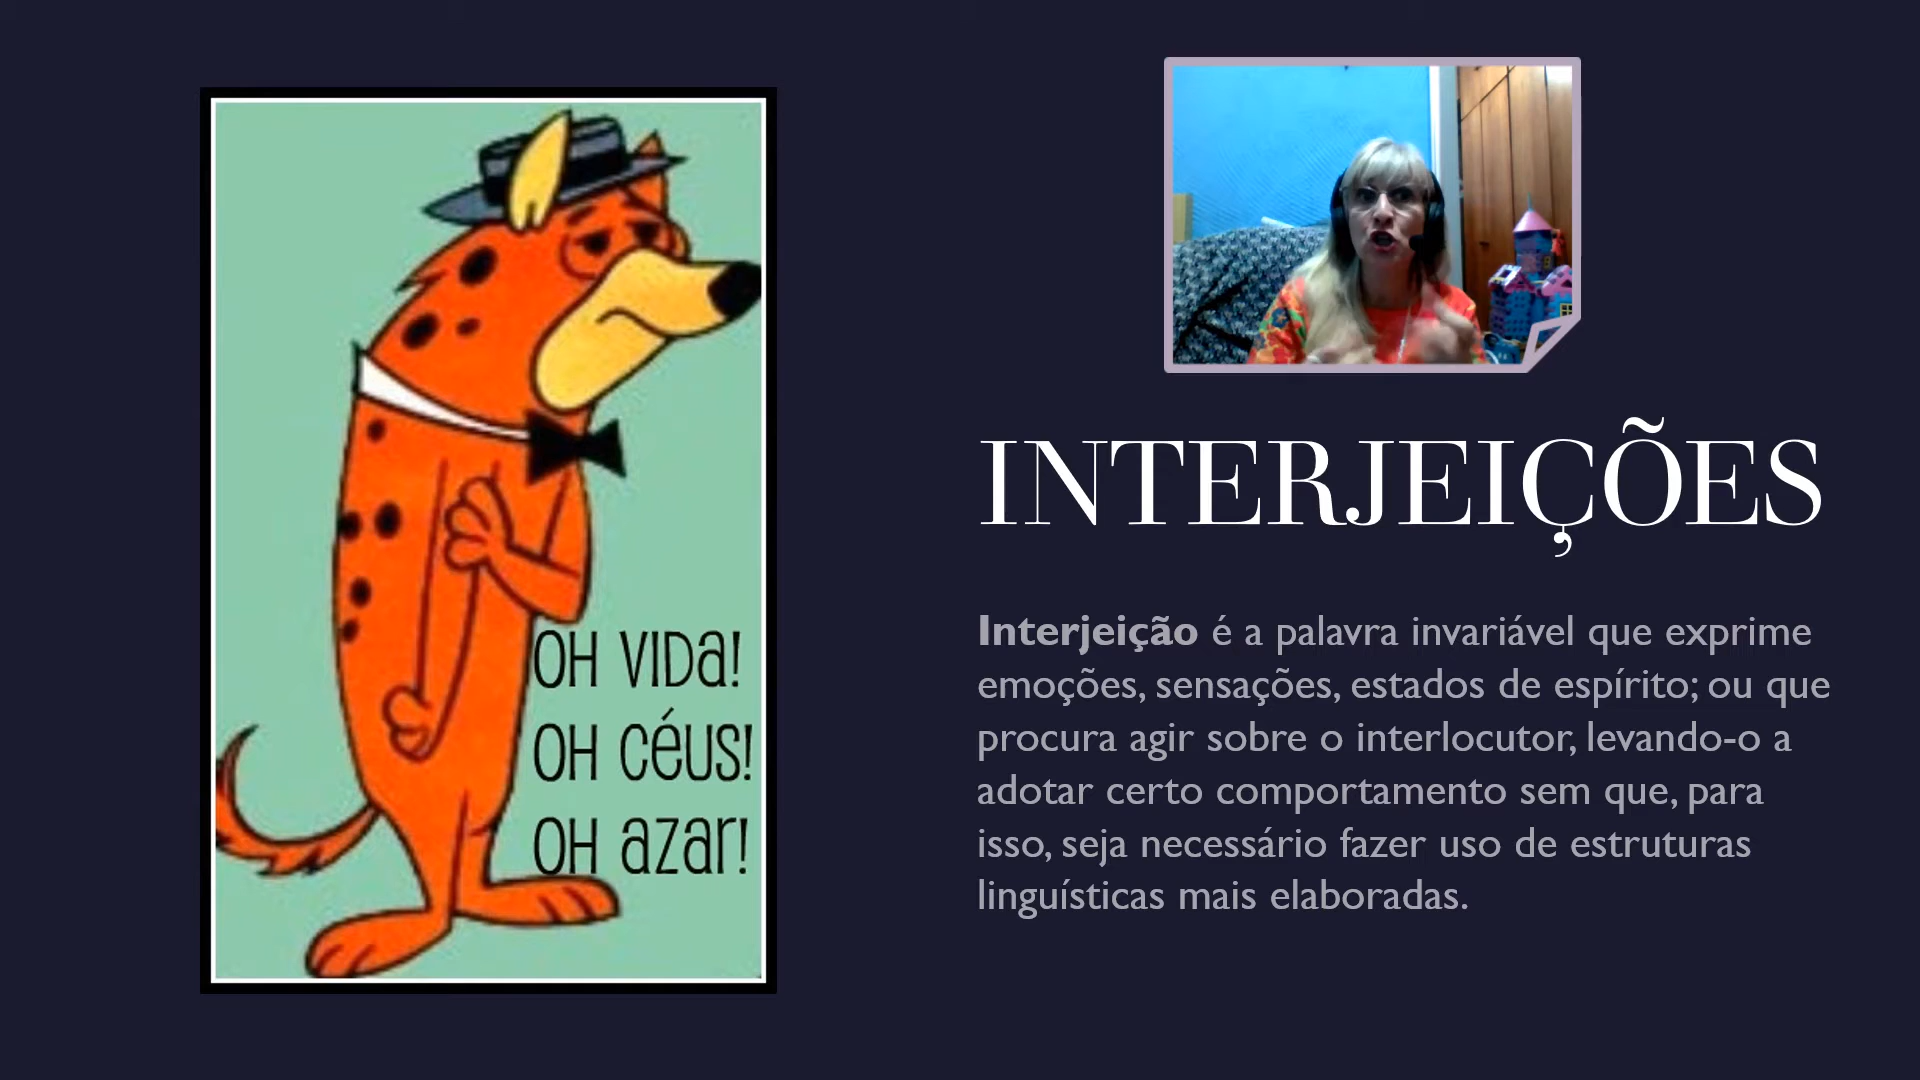 OH VIDA!
OH CÉUS!
OH AZAR!
INTERJEIÇÕES
Interjeição é a palavra invariável que exprime
emoções, sensações, estados de espírito; ou que
procura agir sobre o interlocutor, levando-o a
adotar certo comportamento sem que, para
isso, seja necessário fazer uso de estruturas
linguísticas mais elaboradas.